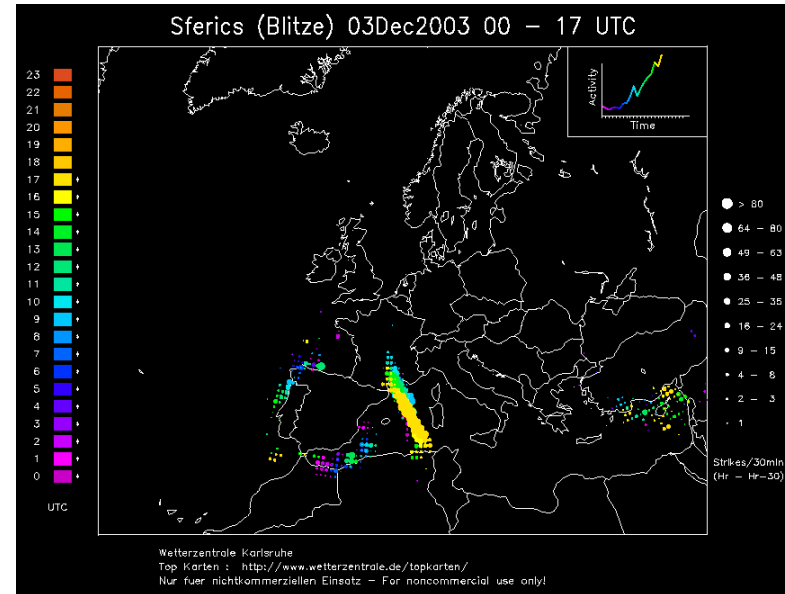 Sferics (Blitze) 03Dec2003 00 - 17 UTC
Activity
Time
23
22
21
20
19
18
17
16
15
14
13
12
11
10
9
8
7
6
5
4
3
2
1
0
UTC
> 80
64 - 80
49 - 63
36 - 48
25 - 35
16 - 24
9 - 15
4 - 8
2 - 3
1
Strikes/30min
(Hr - Hr-30)
Wetterzentrale Karlsruhe
Top Karten : http://www.wetterzentrale.de/topkarten/
Nur fuer nichtkommerziellen Einsatz - For noncommercial use only!